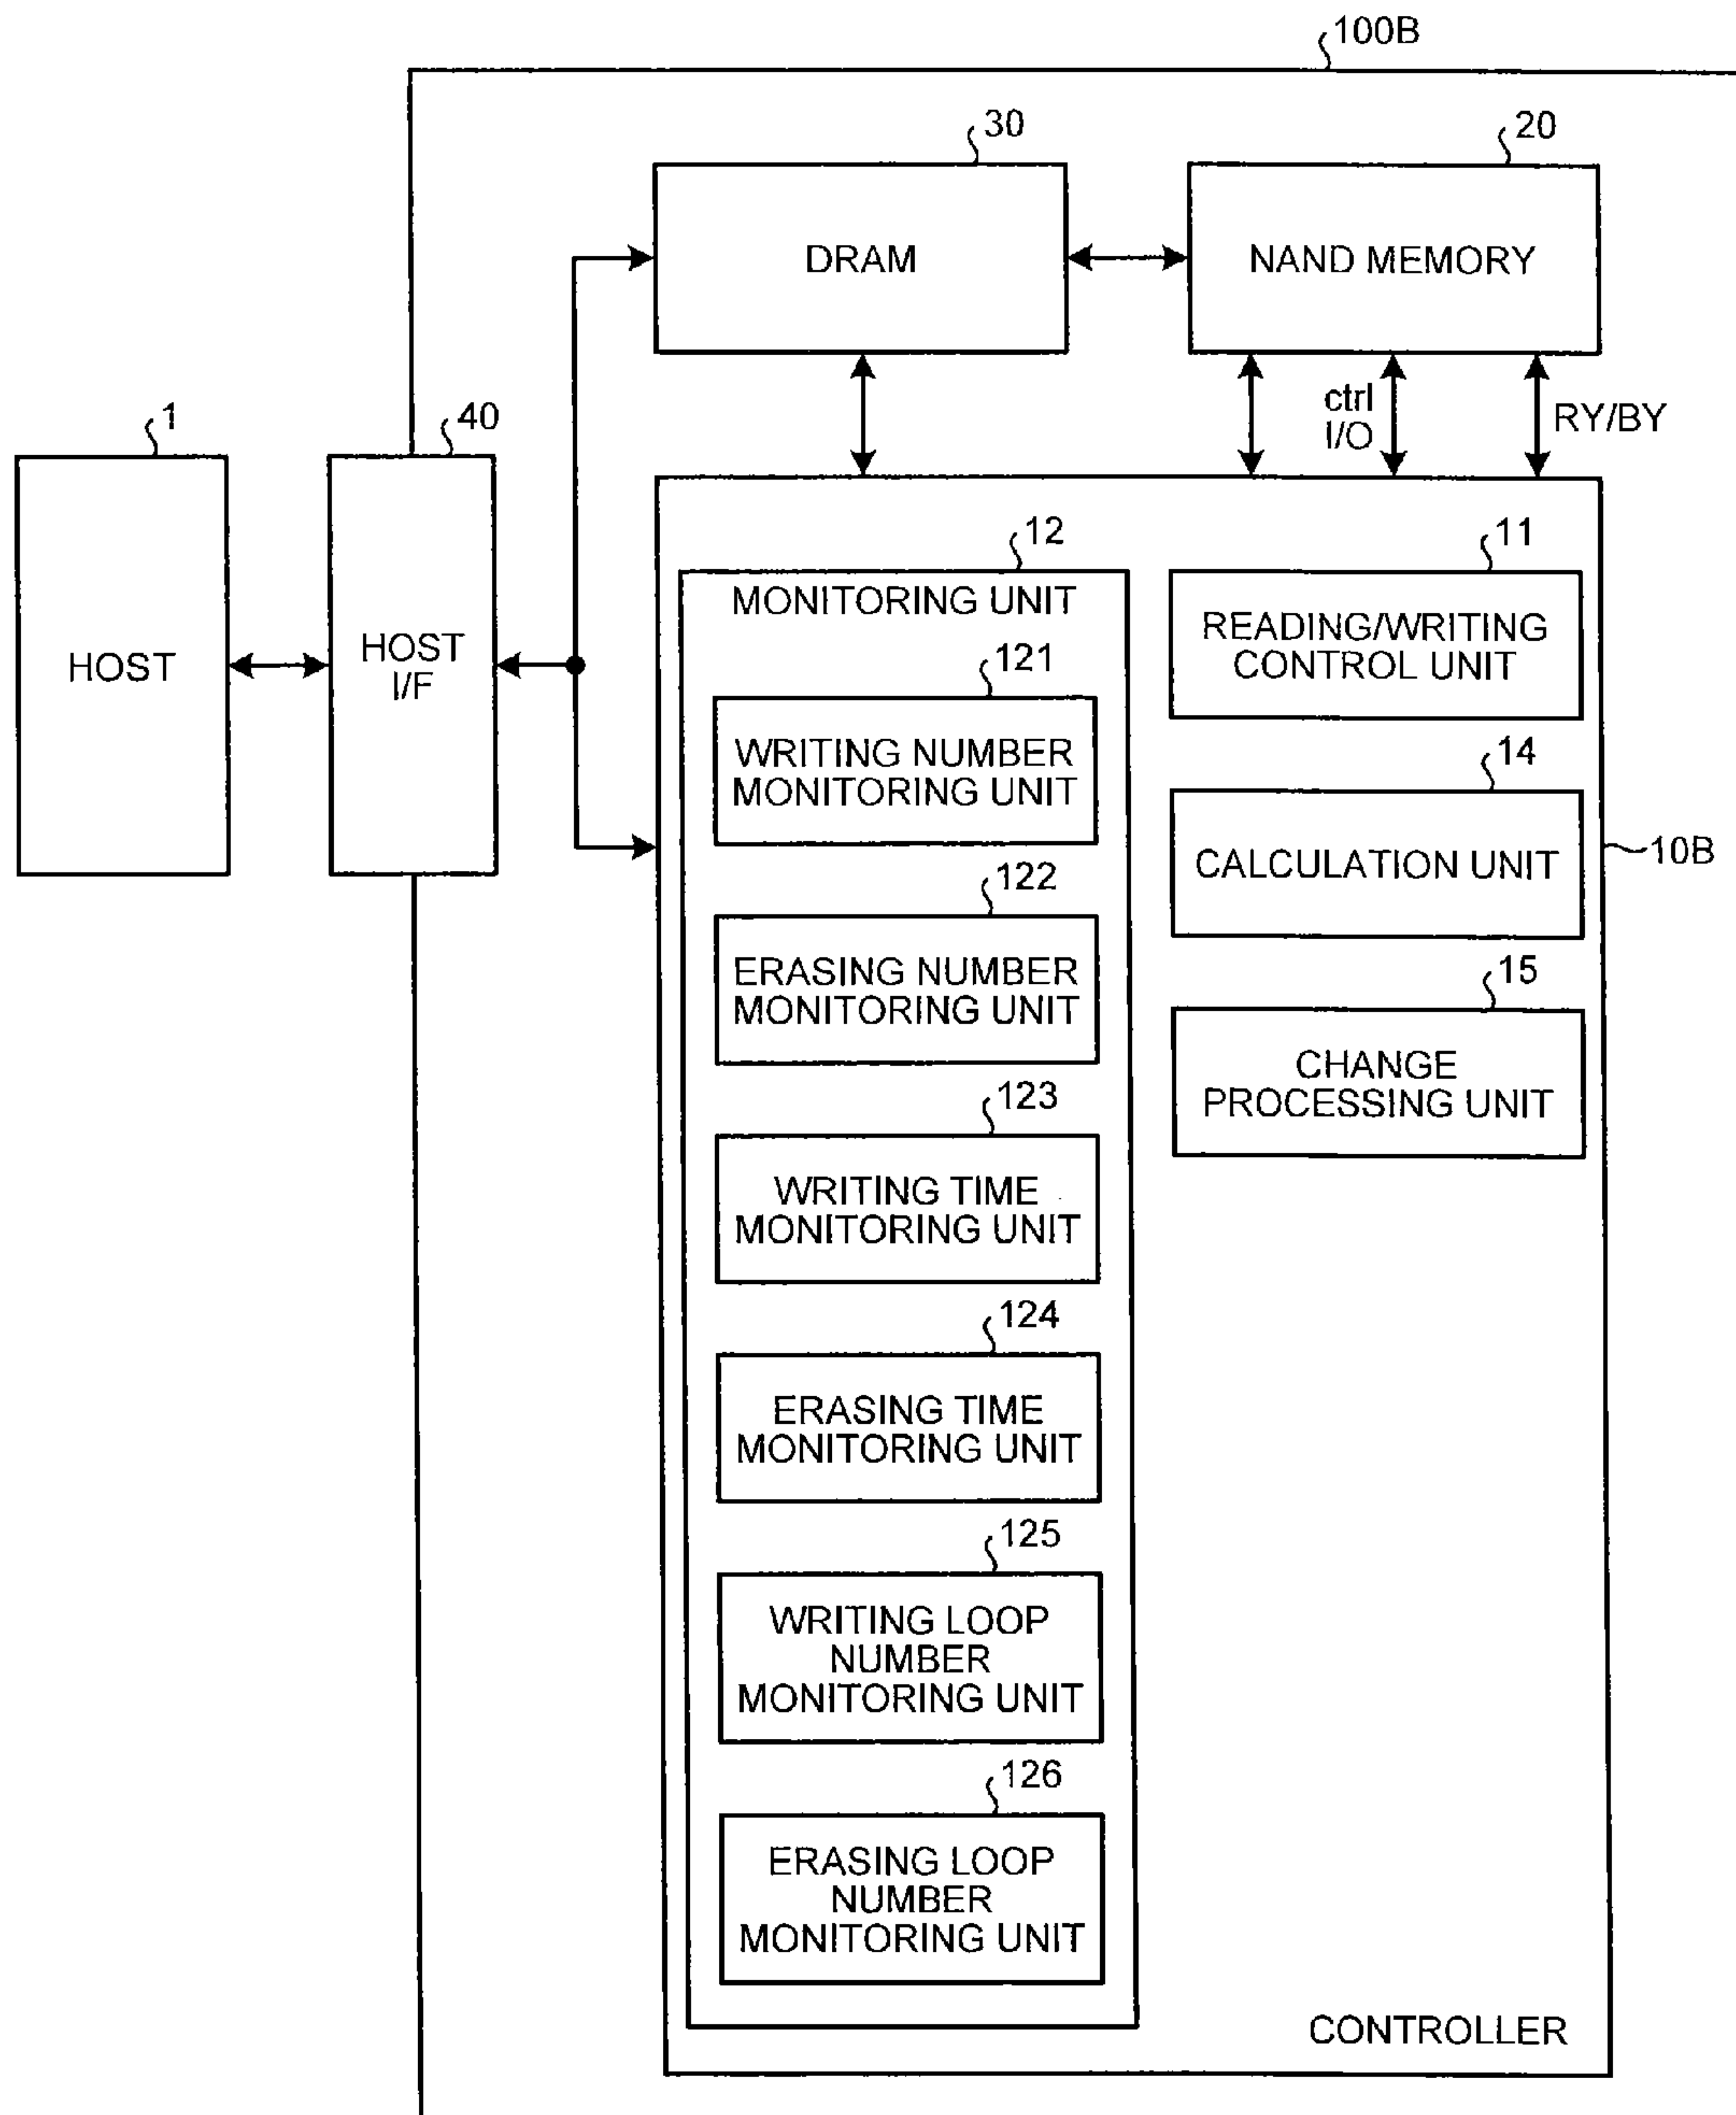 100B
30
20
DRAM
NAND MEMORY
1
40
ctrl
I/O
RY/BY
HOST
HOST
I/F
12
MONITORING UNIT
11
READING/WRITING
CONTROL UNIT
121
WRITING NUMBER
MONITORING UNIT
14
CALCULATION UNIT
10B
122
ERASING NUMBER
MONITORING UNIT
15
CHANGE
PROCESSING UNIT
123
WRITING TIME
MONITORING UNIT
124
ERASING TIME
MONITORING UNIT
125
WRITING LOOP
NUMBER
MONITORING UNIT
126
ERASING LOOP
NUMBER
MONITORING UNIT
CONTROLLER